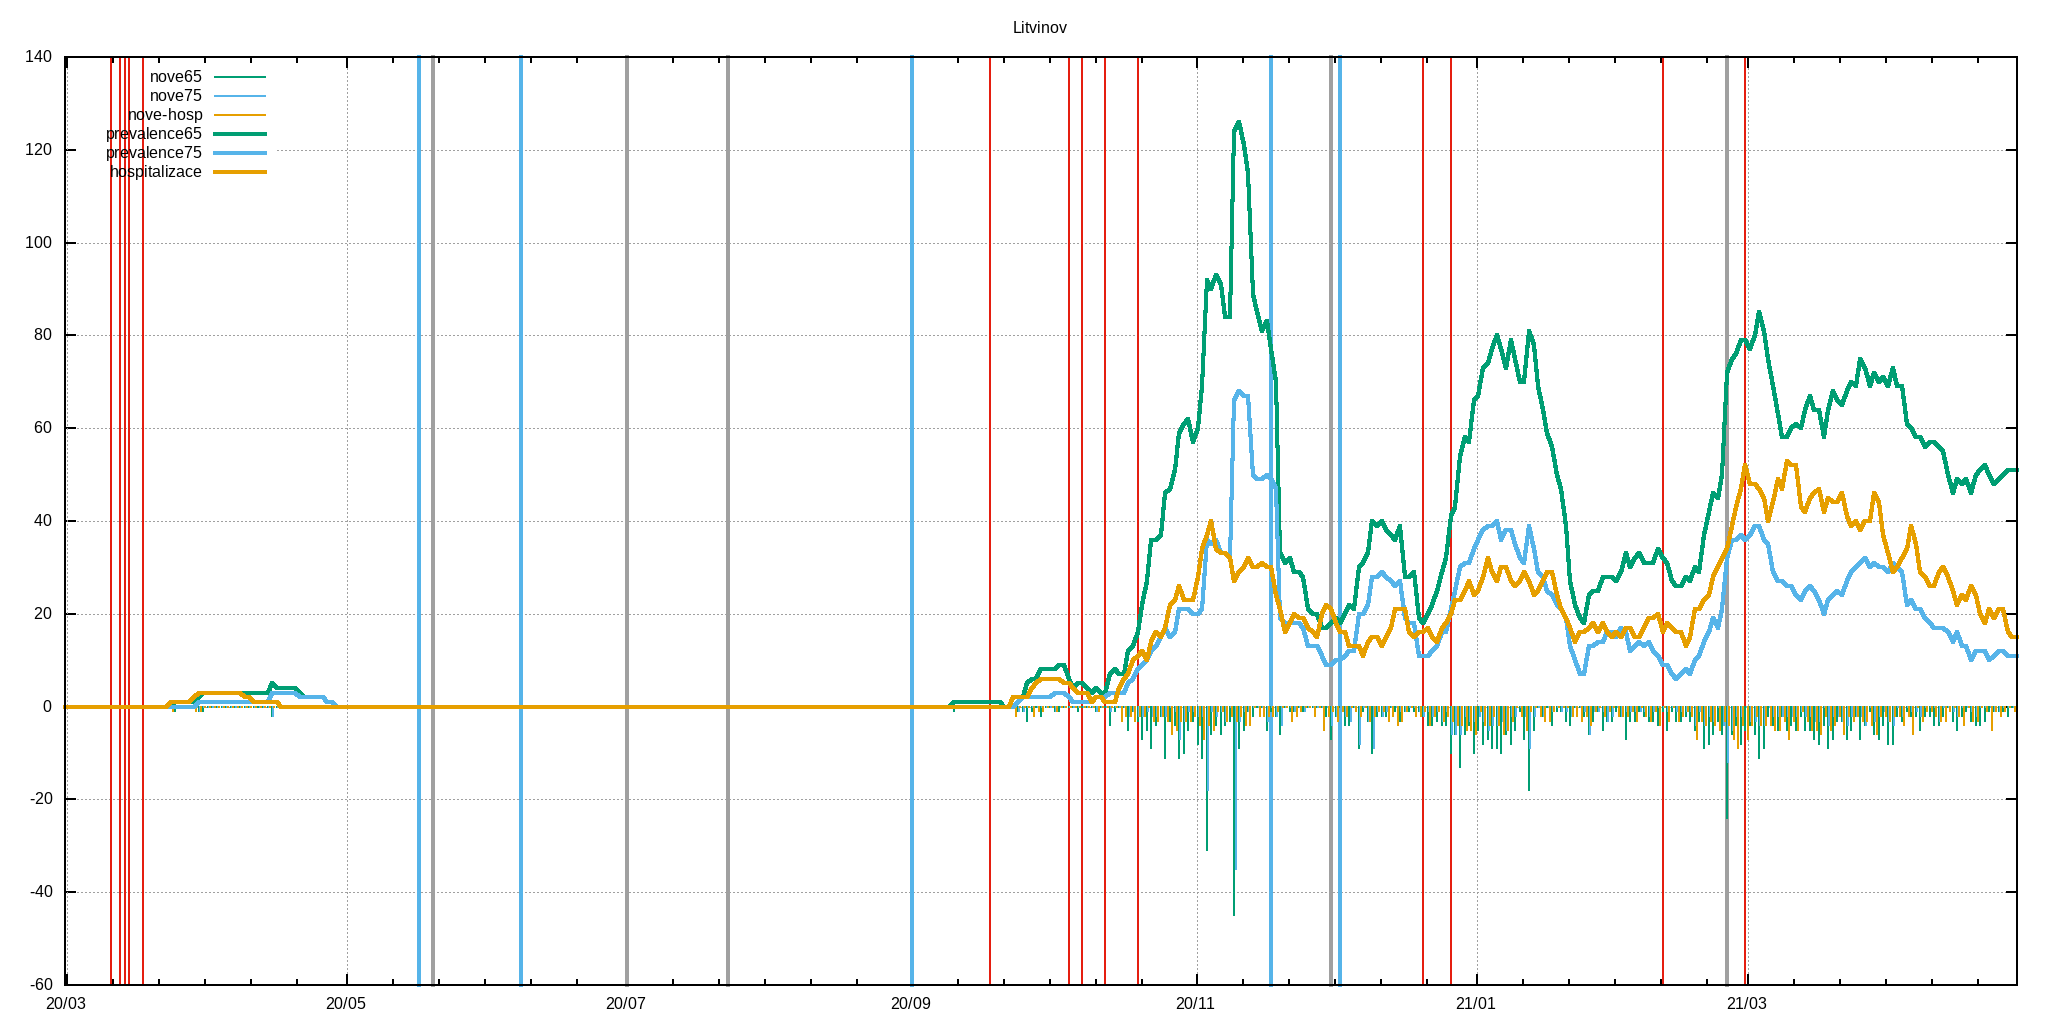 Litvinov
140
120
100
80
60
40
20
0
-20
-40
-60
nove65
nove75
nove-hosp
prevalence65
prevalence75
hospitalizace
20/03 20/05 20/07 20/09 20/11 21/01 21/03